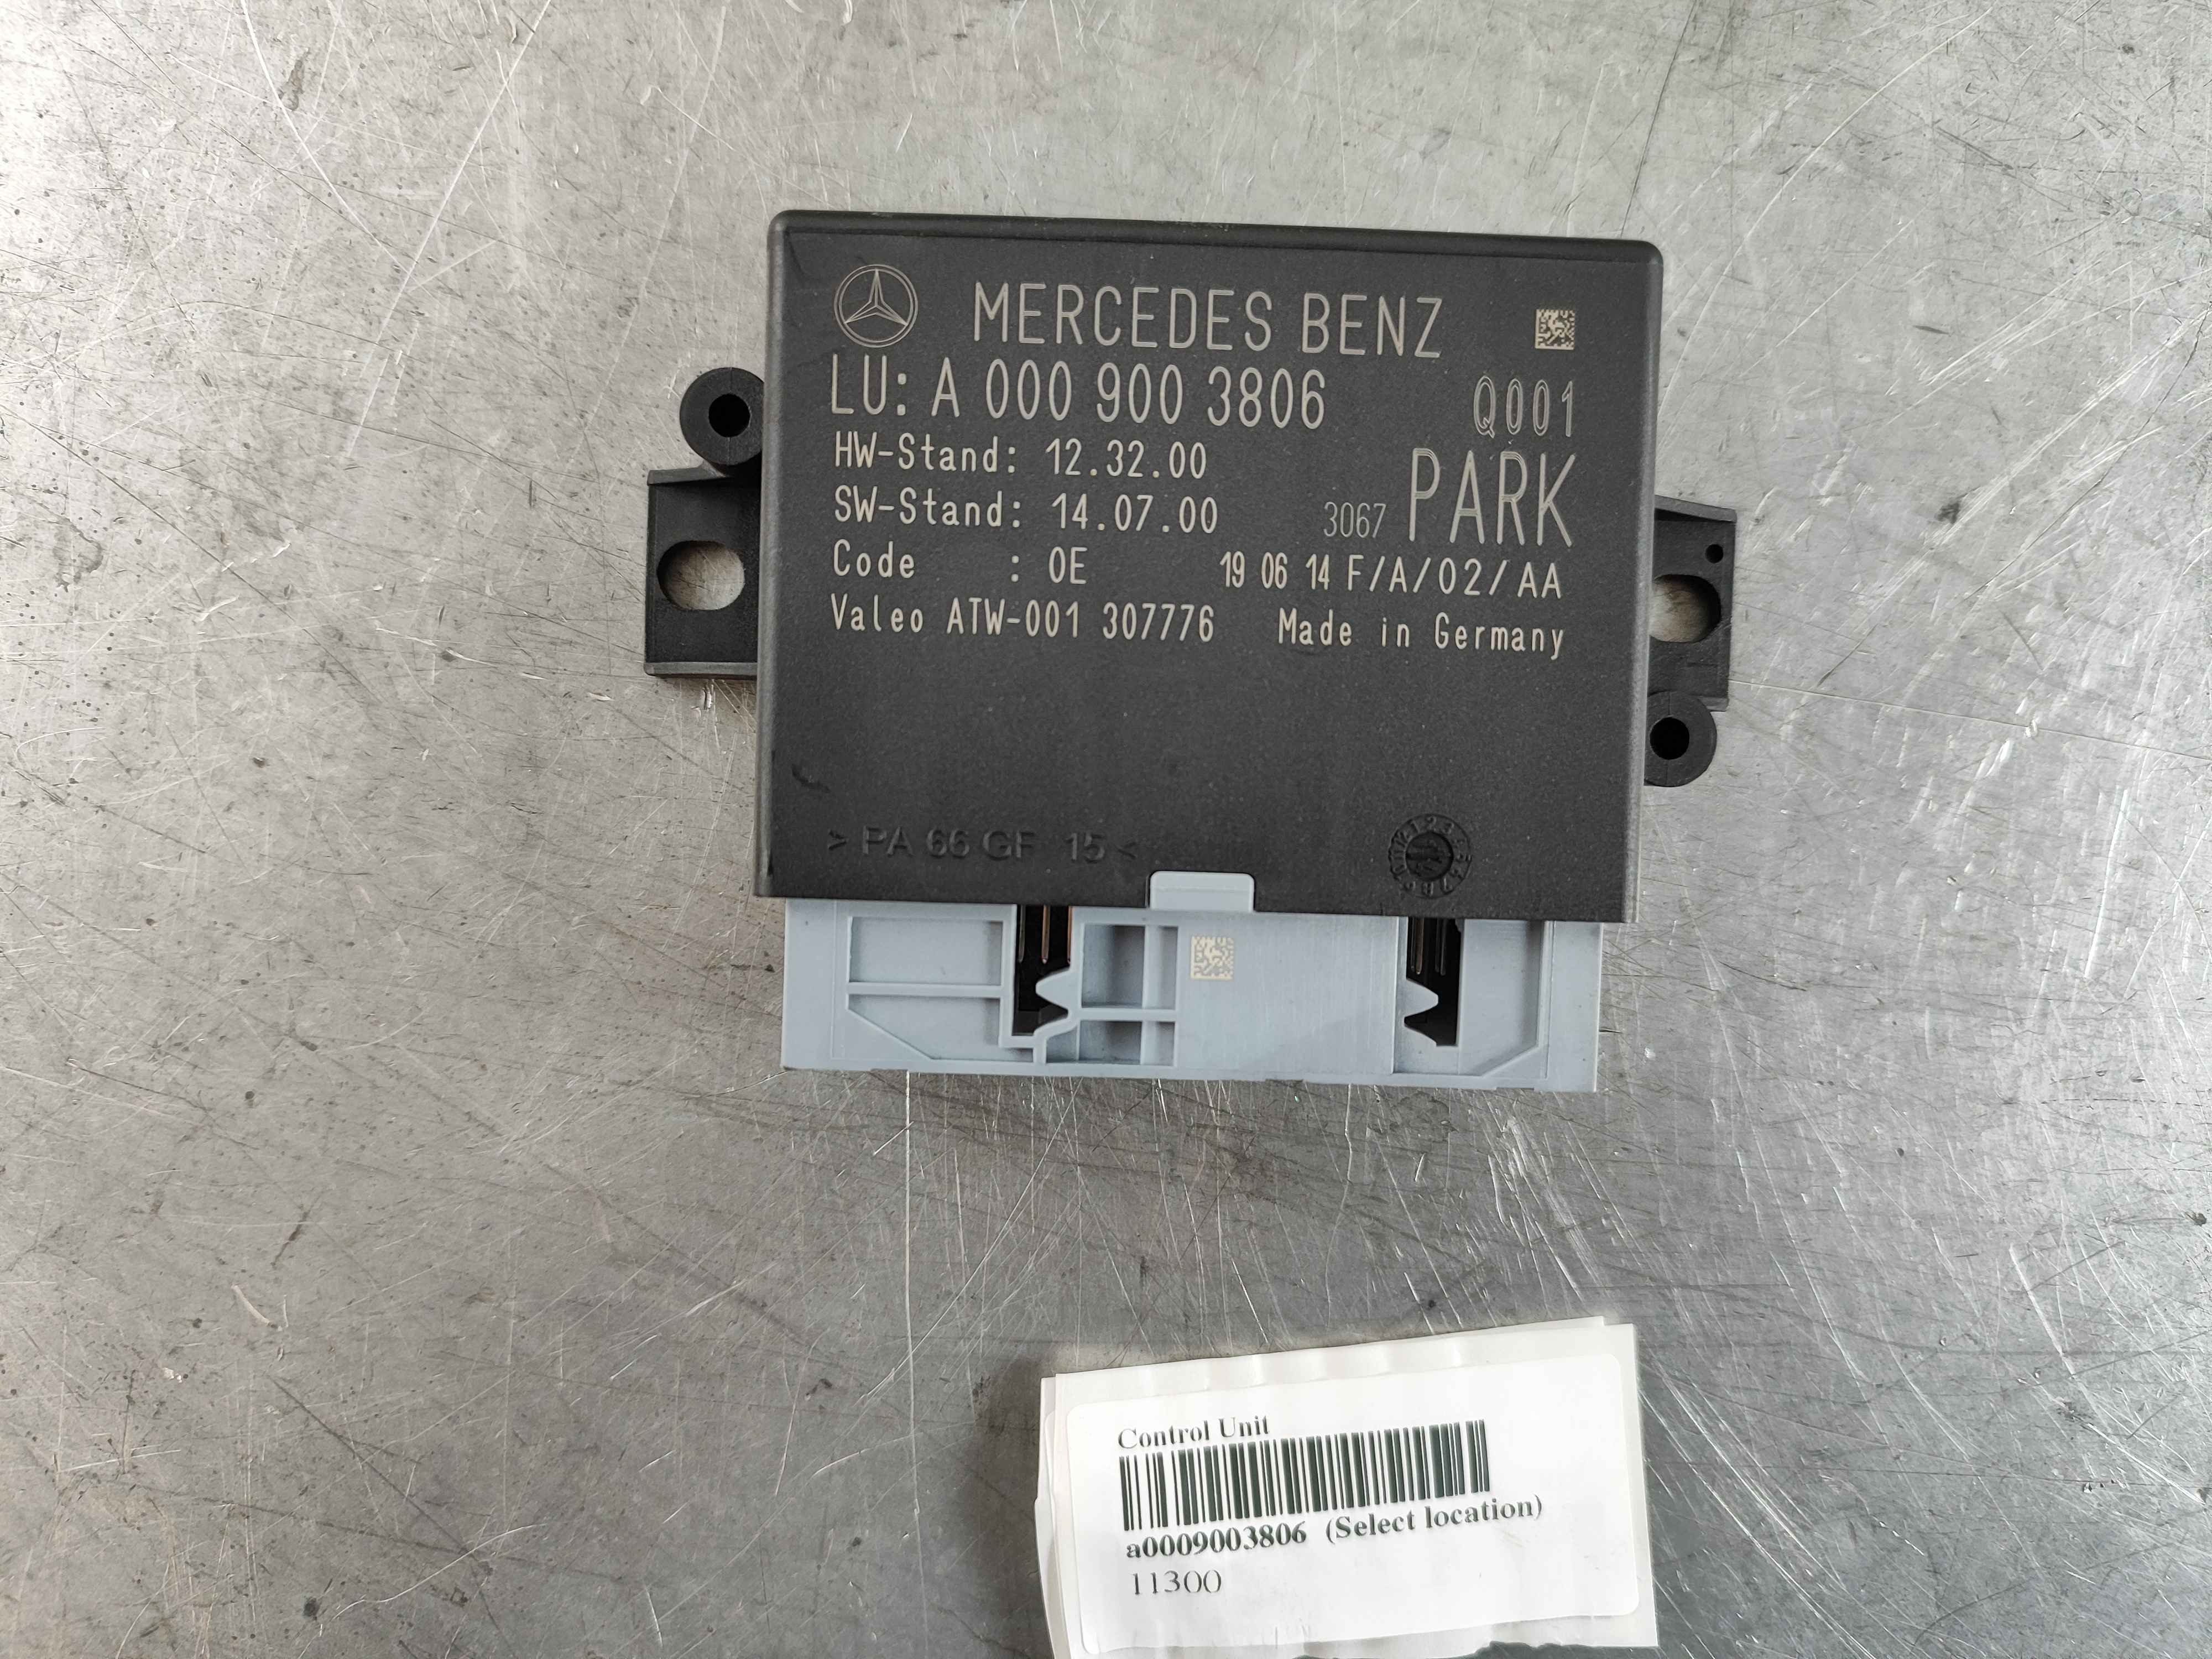 MERCEDES BENZ
LU: A 000 900 3806 Q001
HW-Stand: 12.32.00
SW-Stand: 14.07.00 3067 PARK
Code : 0E 19 06 14 F/A/02/AA
Valeo ATW-001 307776 Made in Germany
> PA 66 GF 15 <
Control Unit
a0009003806 (Select location)
11300